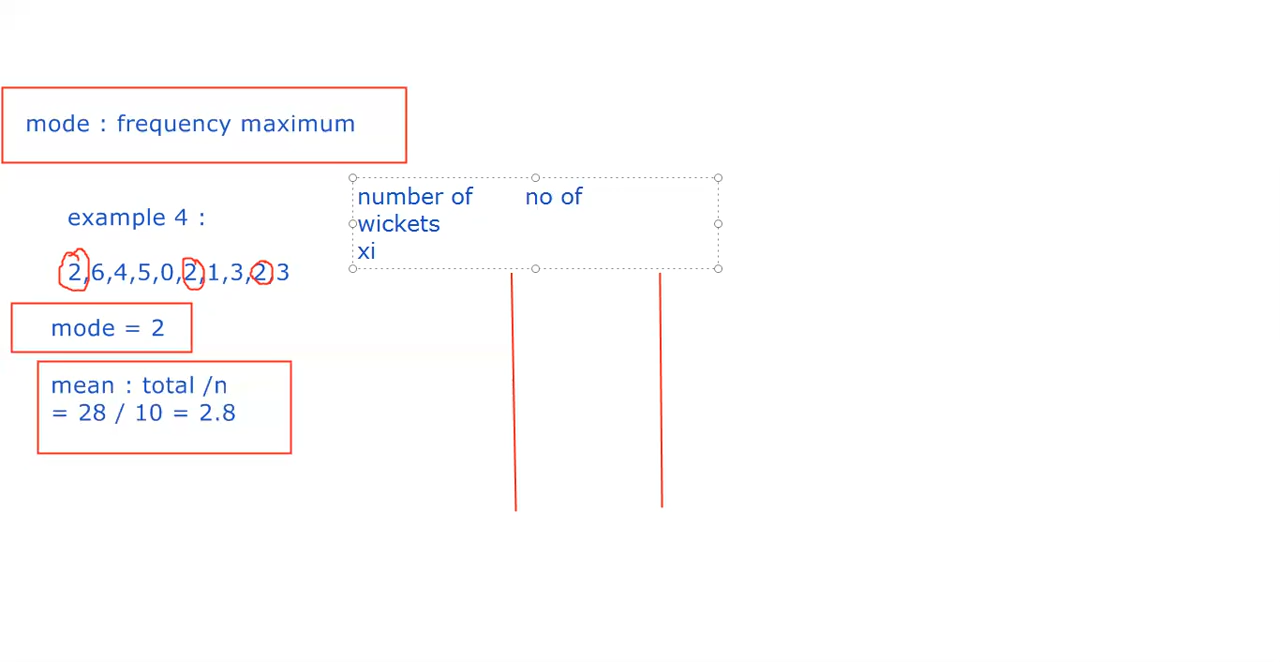 mode : frequency maximum
example 4 :
2,6,4,5,0,2,1,3,2,3
mode = 2
mean : total /n
= 28 / 10 = 2.8
number of no of
wickets
xi